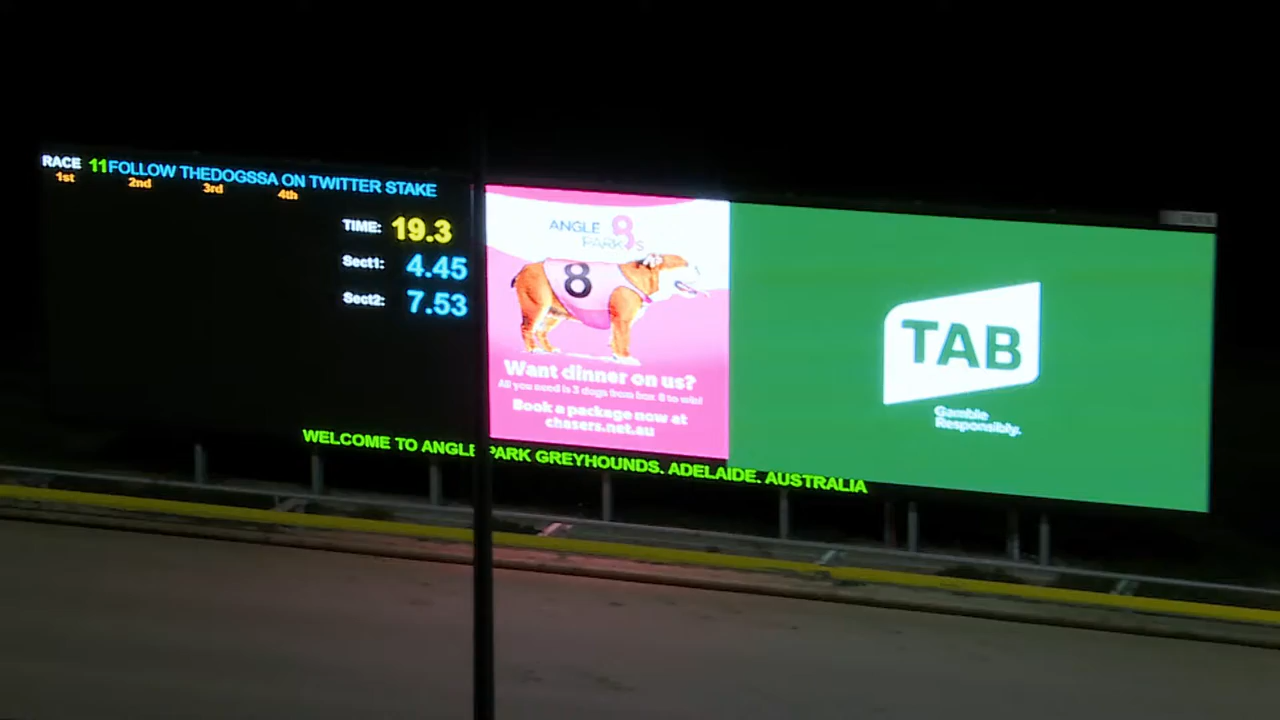 RACE 11FOLLOW THEDOGSSA ON TWITTER STAKE
1st 2nd 3rd 4th
TIME: 19.3
Sect1: 4.45
Sect2: 7.53
ANGLE 8
PARK 'S
8
Want dinner on us?
All you need is 3 dogs from box 8 to win!
Book a package now at
chasers.net.au
TAB
Gamble
Responsibly.
WELCOME TO ANGLE PARK GREYHOUNDS. ADELAIDE. AUSTRALIA